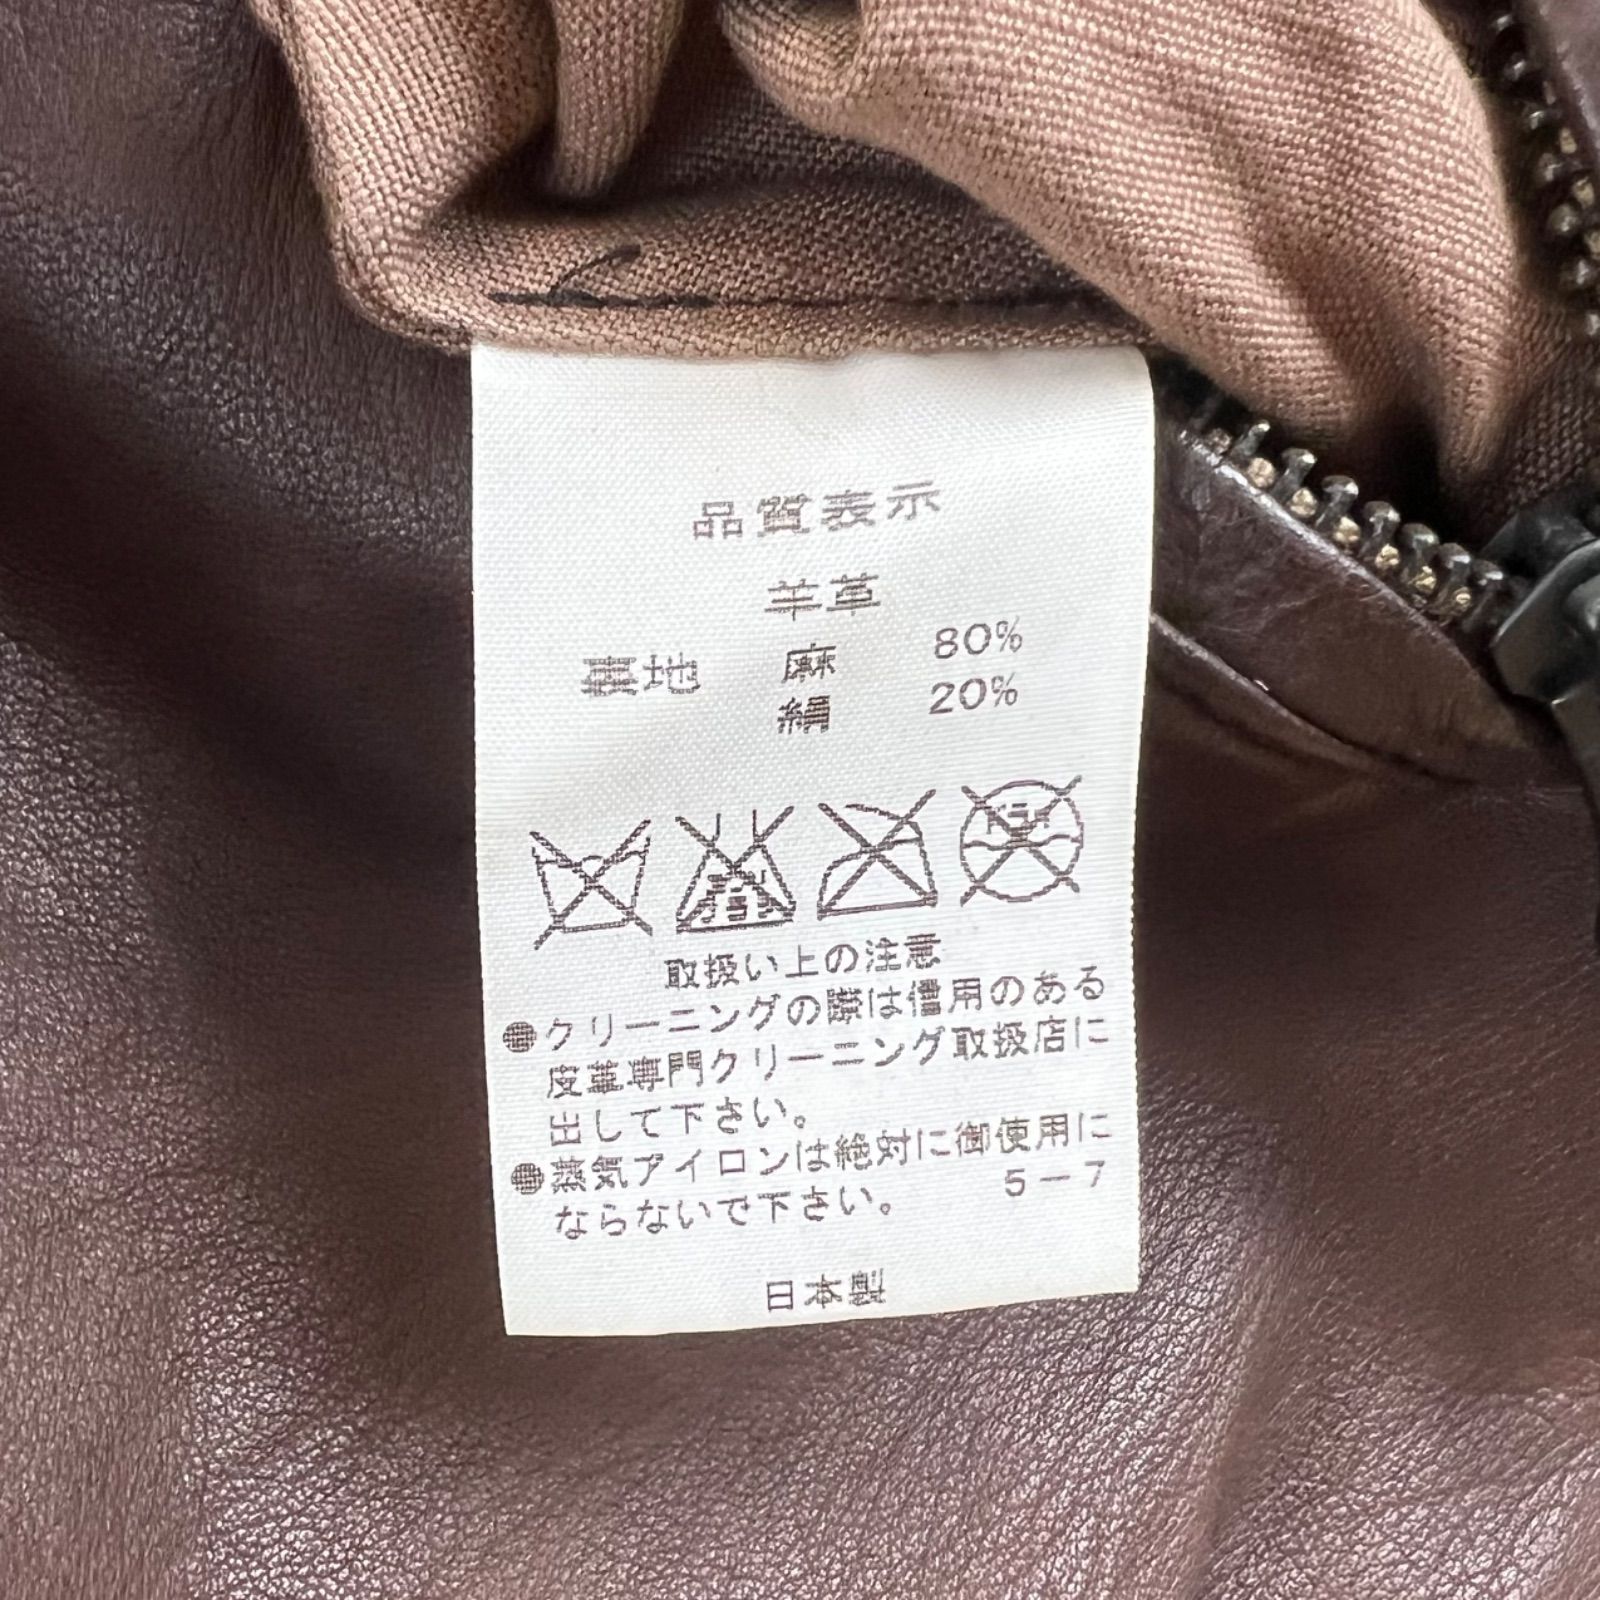 品質表示
羊革
裏地 麻 80%
絹 20%
取扱い上の注意
●クリーニングの際は信用のある
皮革専門クリーニング取扱店に
出して下さい。
●蒸気アイロンは絶対に御使用に
ならないで下さい。 5-7
日本製